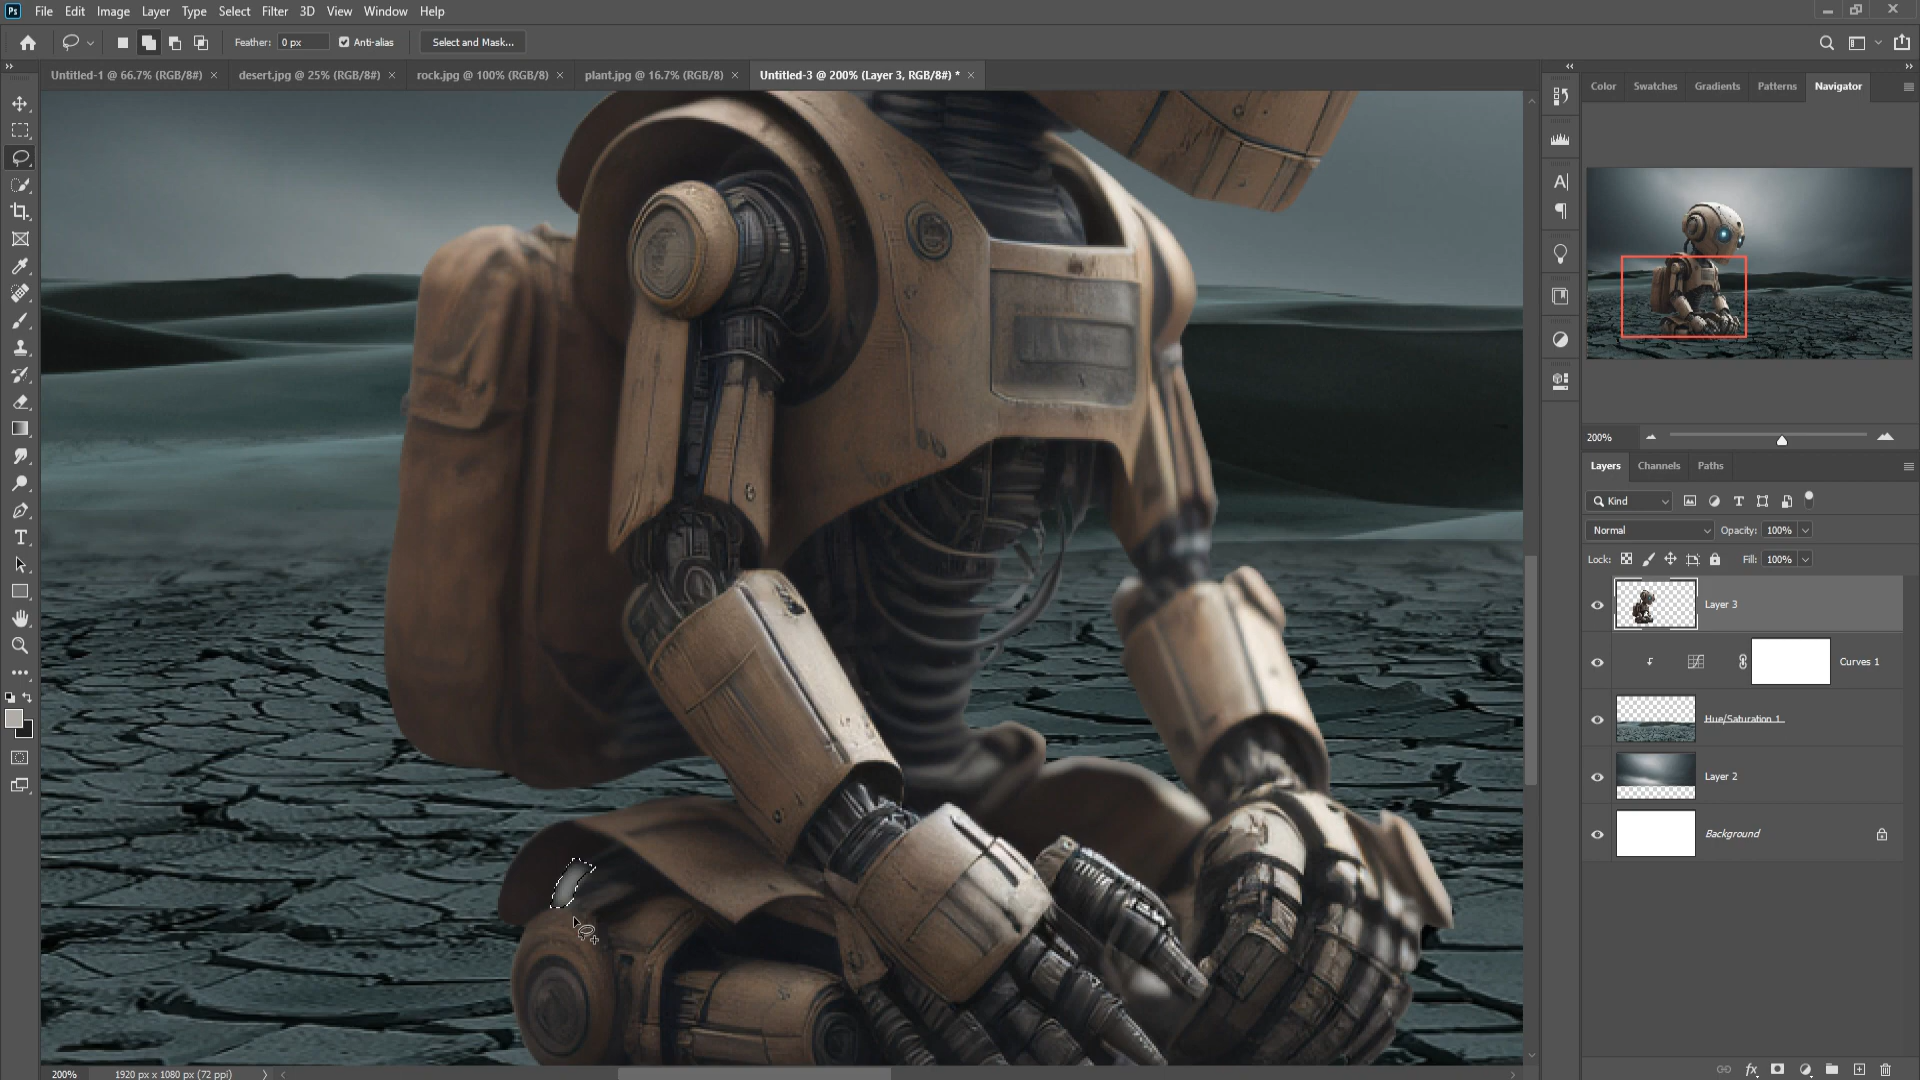 Ps File Edit Image Layer Type Select Filter 3D View Window Help
Feather: 0 px Anti-alias Select and Mask...
Untitled-1 @ 66.7% (RGB/8#) × desert.jpg @ 25% (RGB/8#) × rock.jpg @ 100% (RGB/8) × plant.jpg @ 16.7% (RGB/8) × Untitled-3 @ 200% (Layer 3, RGB/8#) * ×
Color Swatches Gradients Patterns Navigator
200%
Layers Channels Paths
Kind
Normal Opacity: 100%
Lock: Fill: 100%
Layer 3
Curves 1
Hue/Saturation 1
Layer 2
Background
200% 1920 px x 1080 px (72 ppi)